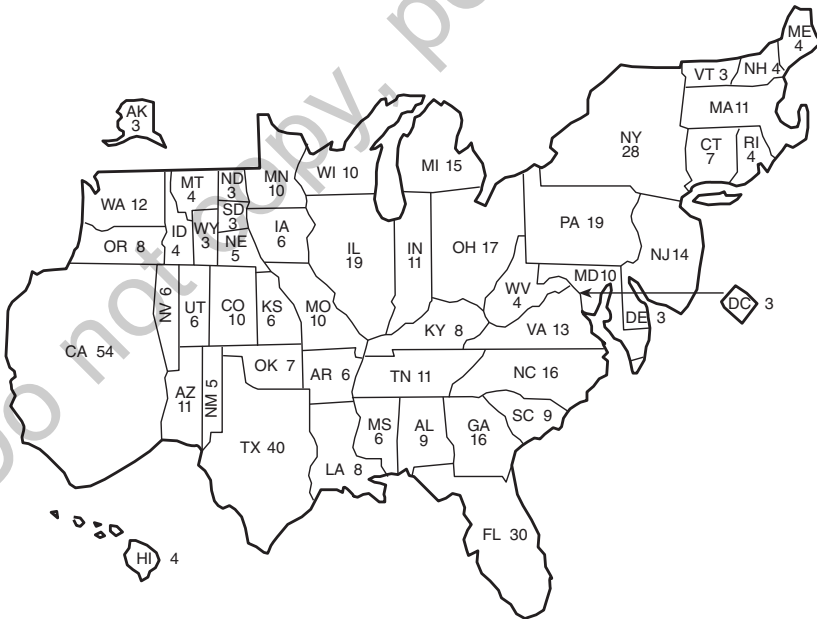 ME
4
VT 3
NH 4
AK
3
MA 11
NY
28
CT
7
RI
4
WI 10
MI 15
MT
4
ND
3
MN
10
WA 12
SD
3
ID
4
WY
3
IA
6
PA 19
OR 8
NE
5
IL
19
IN
11
OH 17
NJ 14
MD 10
WV
4
DC 3
NV 6
UT
6
CO
10
KS
6
MO
10
DE 3
KY 8
VA 13
CA 54
OK 7
AR 6
TN 11
NC 16
AZ
11
NM 5
SC 9
MS
6
AL
9
GA
16
TX 40
LA 8
FL 30
HI 4
Do not copy, po